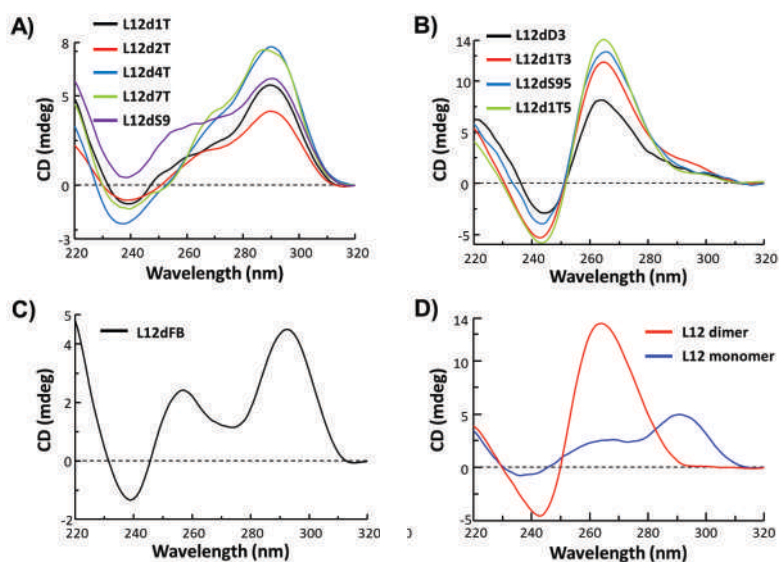 A)
L12d1T
L12d2T
L12d4T
L12d7T
L12dS9
CD (mdeg)
8
5
0
-3
220 240 260 280 300 320
Wavelength (nm)
B)
L12dD3
L12d1T3
L12dS95
L12d1T5
CD (mdeg)
14
10
5
0
-5
220 240 260 280 300 320
Wavelength (nm)
C)
L12dFB
CD (mdeg)
5
4
2
0
-2
220 240 260 280 300 320
Wavelength (nm)
D)
L12 dimer
L12 monomer
CD (mdeg)
14
10
5
0
-5
0
220 240 260 280 300 320
Wavelength (nm)